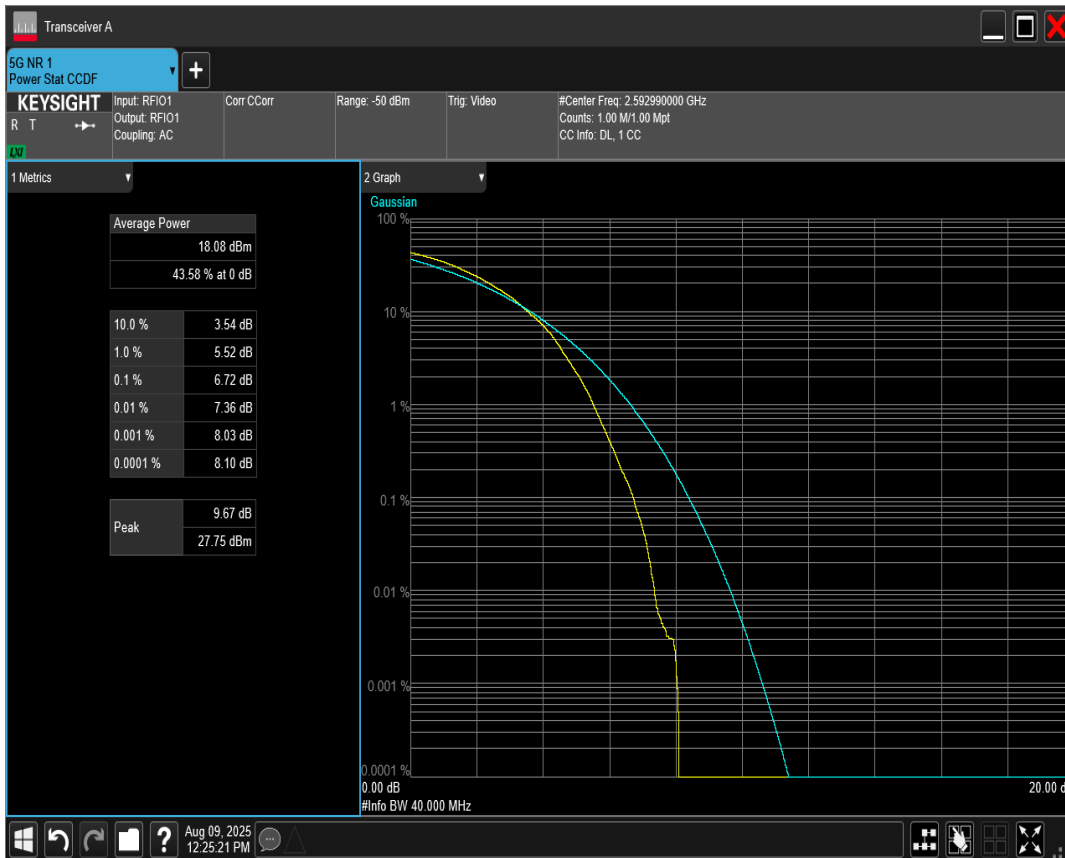 Transceiver A
5G NR 1
Power Stat CCDF
KEYSIGHT
R T
LXI
Input: RFIO1
Output: RFIO1
Coupling: AC
Corr CCorr
Range: -50 dBm
Trig: Video
#Center Freq: 2.592990000 GHz
Counts: 1.00 M/1.00 Mpt
CC Info: DL, 1 CC
1 Metrics
Average Power
18.08 dBm
43.58 % at 0 dB
10.0 % 3.54 dB
1.0 % 5.52 dB
0.1 % 6.72 dB
0.01 % 7.36 dB
0.001 % 8.03 dB
0.0001 % 8.10 dB
Peak 9.67 dB
27.75 dBm
2 Graph
Gaussian
100 %
10 %
1 %
0.1 %
0.01 %
0.001 %
0.0001 %
0.00 dB 20.00 d
#Info BW 40.000 MHz
Aug 09, 2025
12:25:21 PM